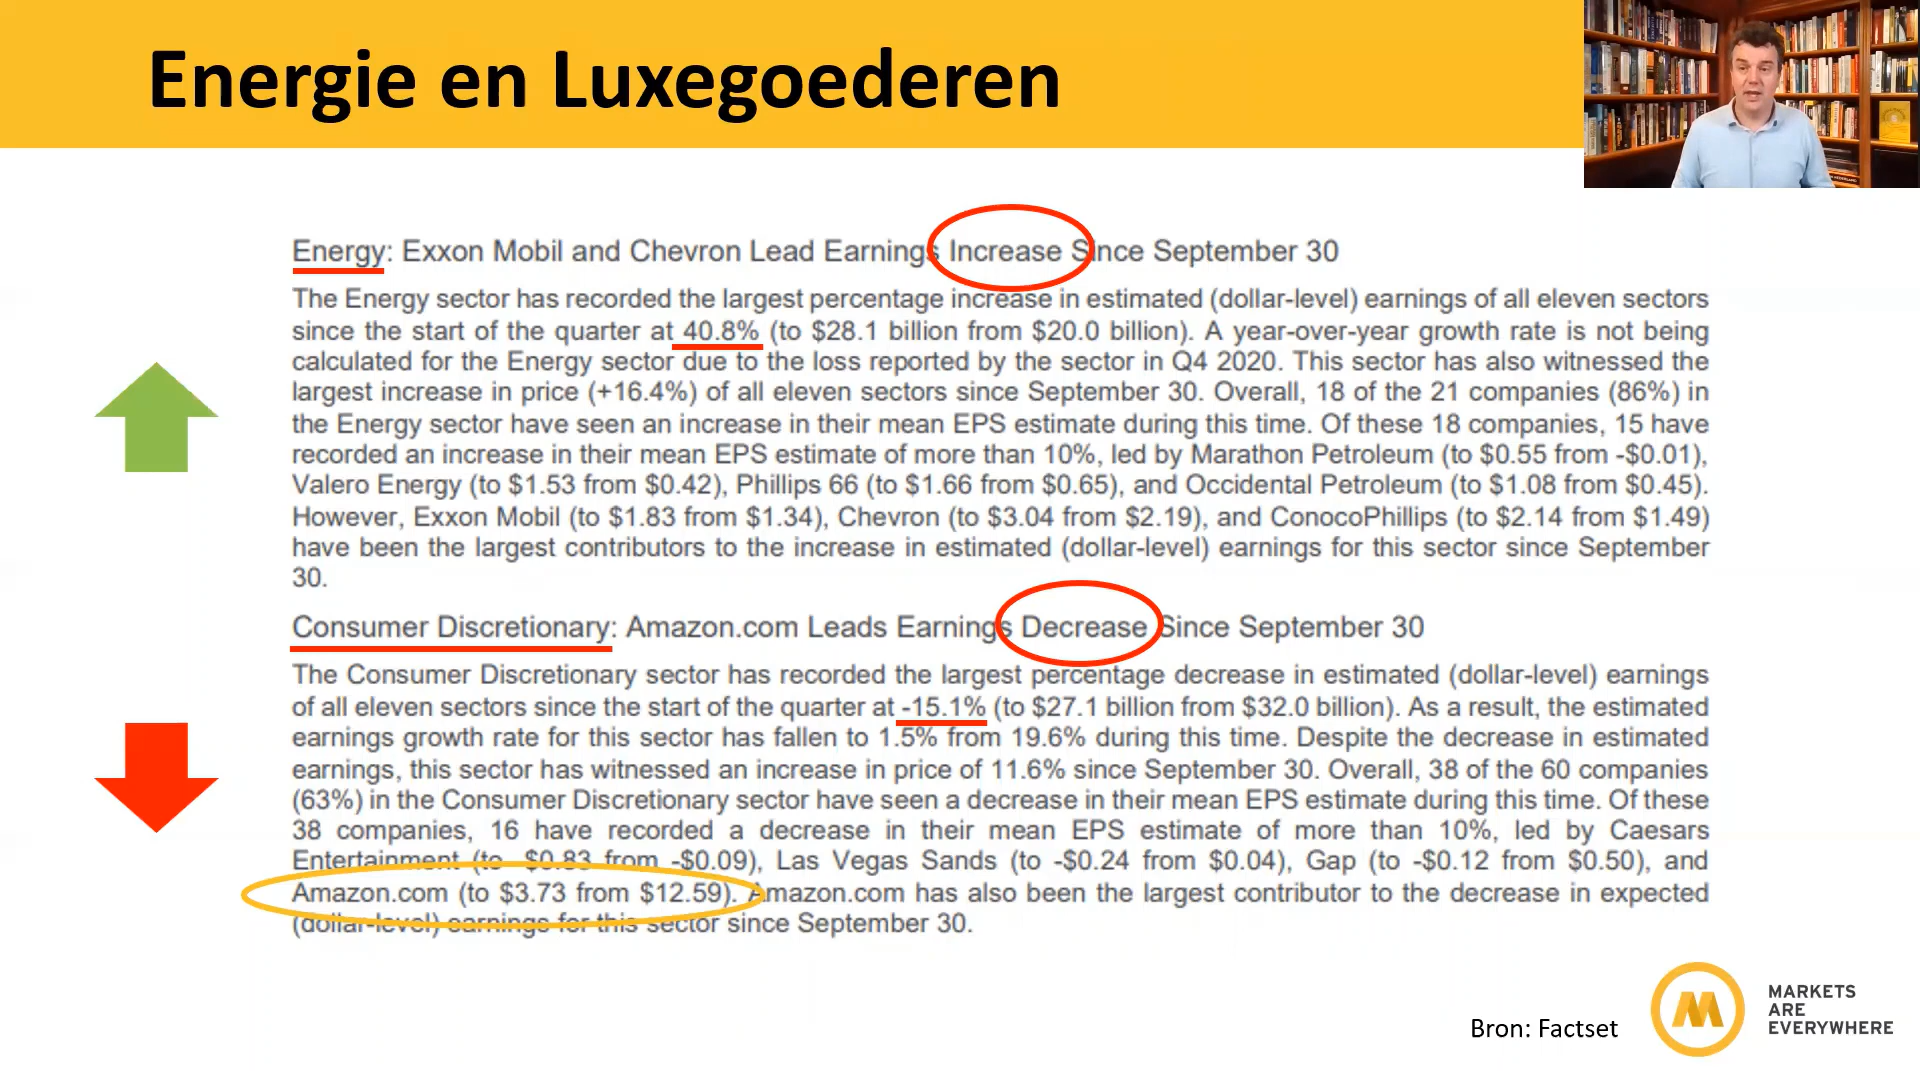 Energie en Luxegoederen
Energy: Exxon Mobil and Chevron Lead Earnings Increase Since September 30
The Energy sector has recorded the largest percentage increase in estimated (dollar-level) earnings of all eleven sectors
since the start of the quarter at 40.8% (to $28.1 billion from $20.0 billion). A year-over-year growth rate is not being
calculated for the Energy sector due to the loss reported by the sector in Q4 2020. This sector has also witnessed the
largest increase in price (+16.4%) of all eleven sectors since September 30. Overall, 18 of the 21 companies (86%) in
the Energy sector have seen an increase in their mean EPS estimate during this time. Of these 18 companies, 15 have
recorded an increase in their mean EPS estimate of more than 10%, led by Marathon Petroleum (to $0.55 from -$0.01),
Valero Energy (to $1.53 from $0.42), Phillips 66 (to $1.66 from $0.65), and Occidental Petroleum (to $1.08 from $0.45).
However, Exxon Mobil (to $1.83 from $1.34), Chevron (to $3.04 from $2.19), and ConocoPhillips (to $2.14 from $1.49)
have been the largest contributors to the increase in estimated (dollar-level) earnings for this sector since September
30.
Consumer Discretionary: Amazon.com Leads Earnings Decrease Since September 30
The Consumer Discretionary sector has recorded the largest percentage decrease in estimated (dollar-level) earnings
of all eleven sectors since the start of the quarter at -15.1% (to $27.1 billion from $32.0 billion). As a result, the estimated
earnings growth rate for this sector has fallen to 1.5% from 19.6% during this time. Despite the decrease in estimated
earnings, this sector has witnessed an increase in price of 11.6% since September 30. Overall, 38 of the 60 companies
(63%) in the Consumer Discretionary sector have seen a decrease in their mean EPS estimate during this time. Of these
38 companies, 16 have recorded a decrease in their mean EPS estimate of more than 10%, led by Caesars
Entertainment (to -$0.83 from -$0.09), Las Vegas Sands (to -$0.24 from $0.04), Gap (to -$0.12 from $0.50), and
Amazon.com (to $3.73 from $12.59). Amazon.com has also been the largest contributor to the decrease in expected
(dollar-level) earnings for this sector since September 30.
Bron: Factset
MARKETS
ARE
EVERYWHERE